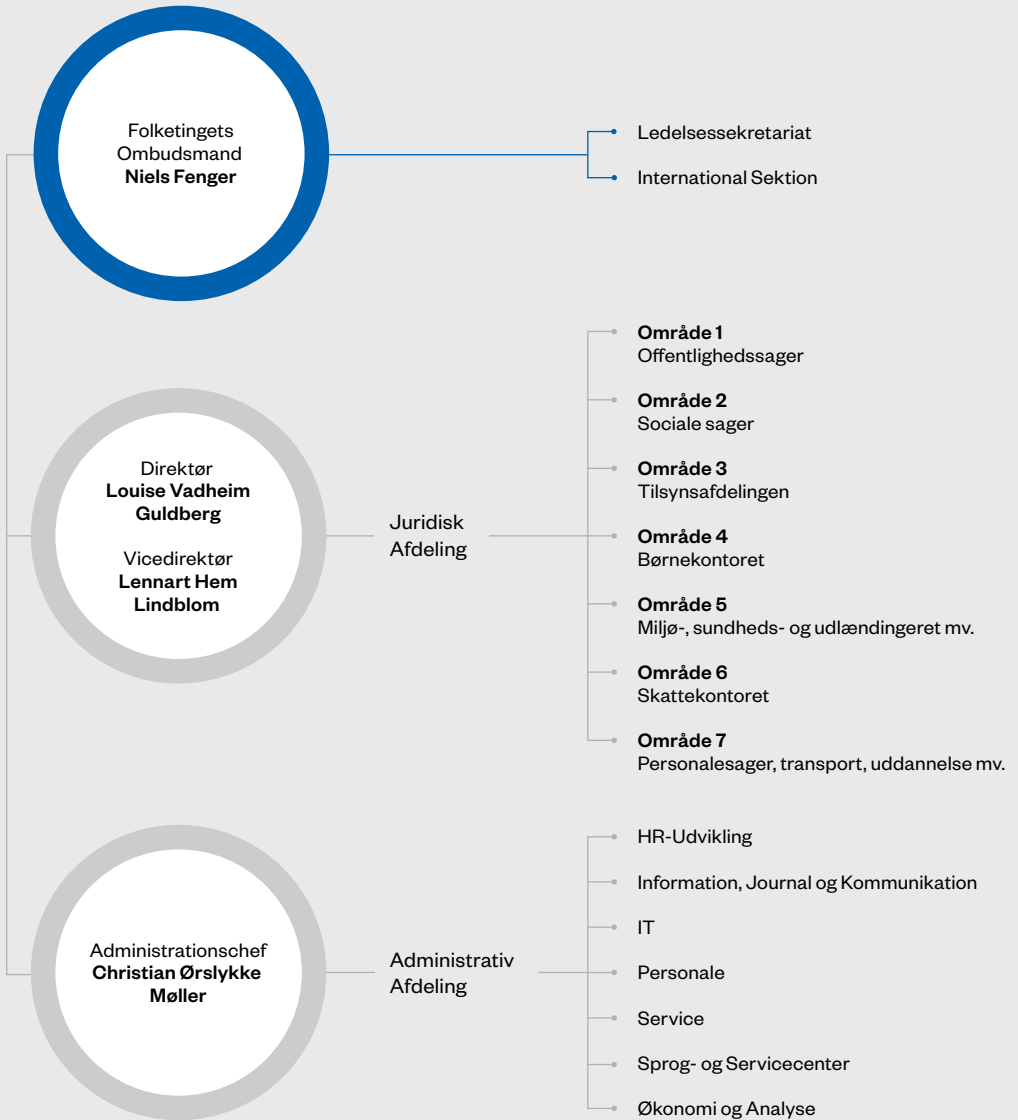 Folketingets
Ombudsmand
Niels Fenger
Ledelsessekretariat
International Sektion
Direktør
Louise Vadheim
Guldberg
Vicedirektør
Lennart Hem
Lindblom
Juridisk
Afdeling
Område 1
Offentlighedssager
Område 2
Sociale sager
Område 3
Tilsynsafdelingen
Område 4
Børnekontoret
Område 5
Miljø-, sundheds- og udlændingeret mv.
Område 6
Skattekontoret
Område 7
Personalesager, transport, uddannelse mv.
Administrationschef
Christian Ørslykke
Møller
Administrativ
Afdeling
HR-Udvikling
Information, Journal og Kommunikation
IT
Personale
Service
Sprog- og Servicecenter
Økonomi og Analyse